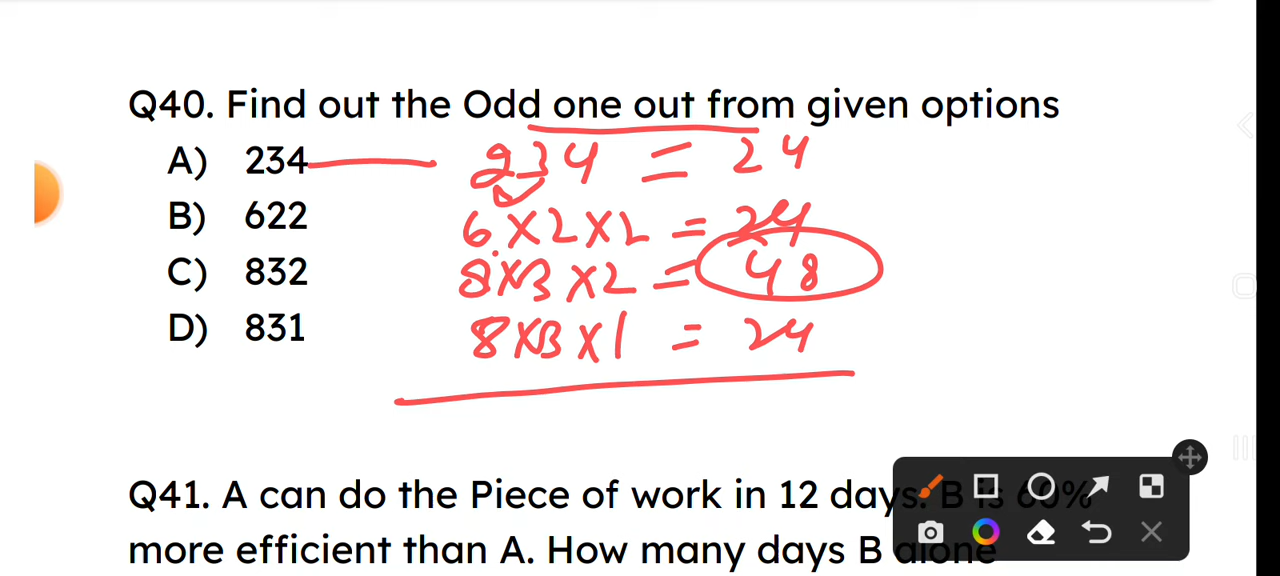 Q40. Find out the Odd one out from given options
A) 234 234 = 24
B) 622 6×2×2 = 24
C) 832 8×3×2 = 48
D) 831 8×3×1 = 24
Q41. A can do the Piece of work in 12 days. B is 60%
more efficient than A. How many days B alone